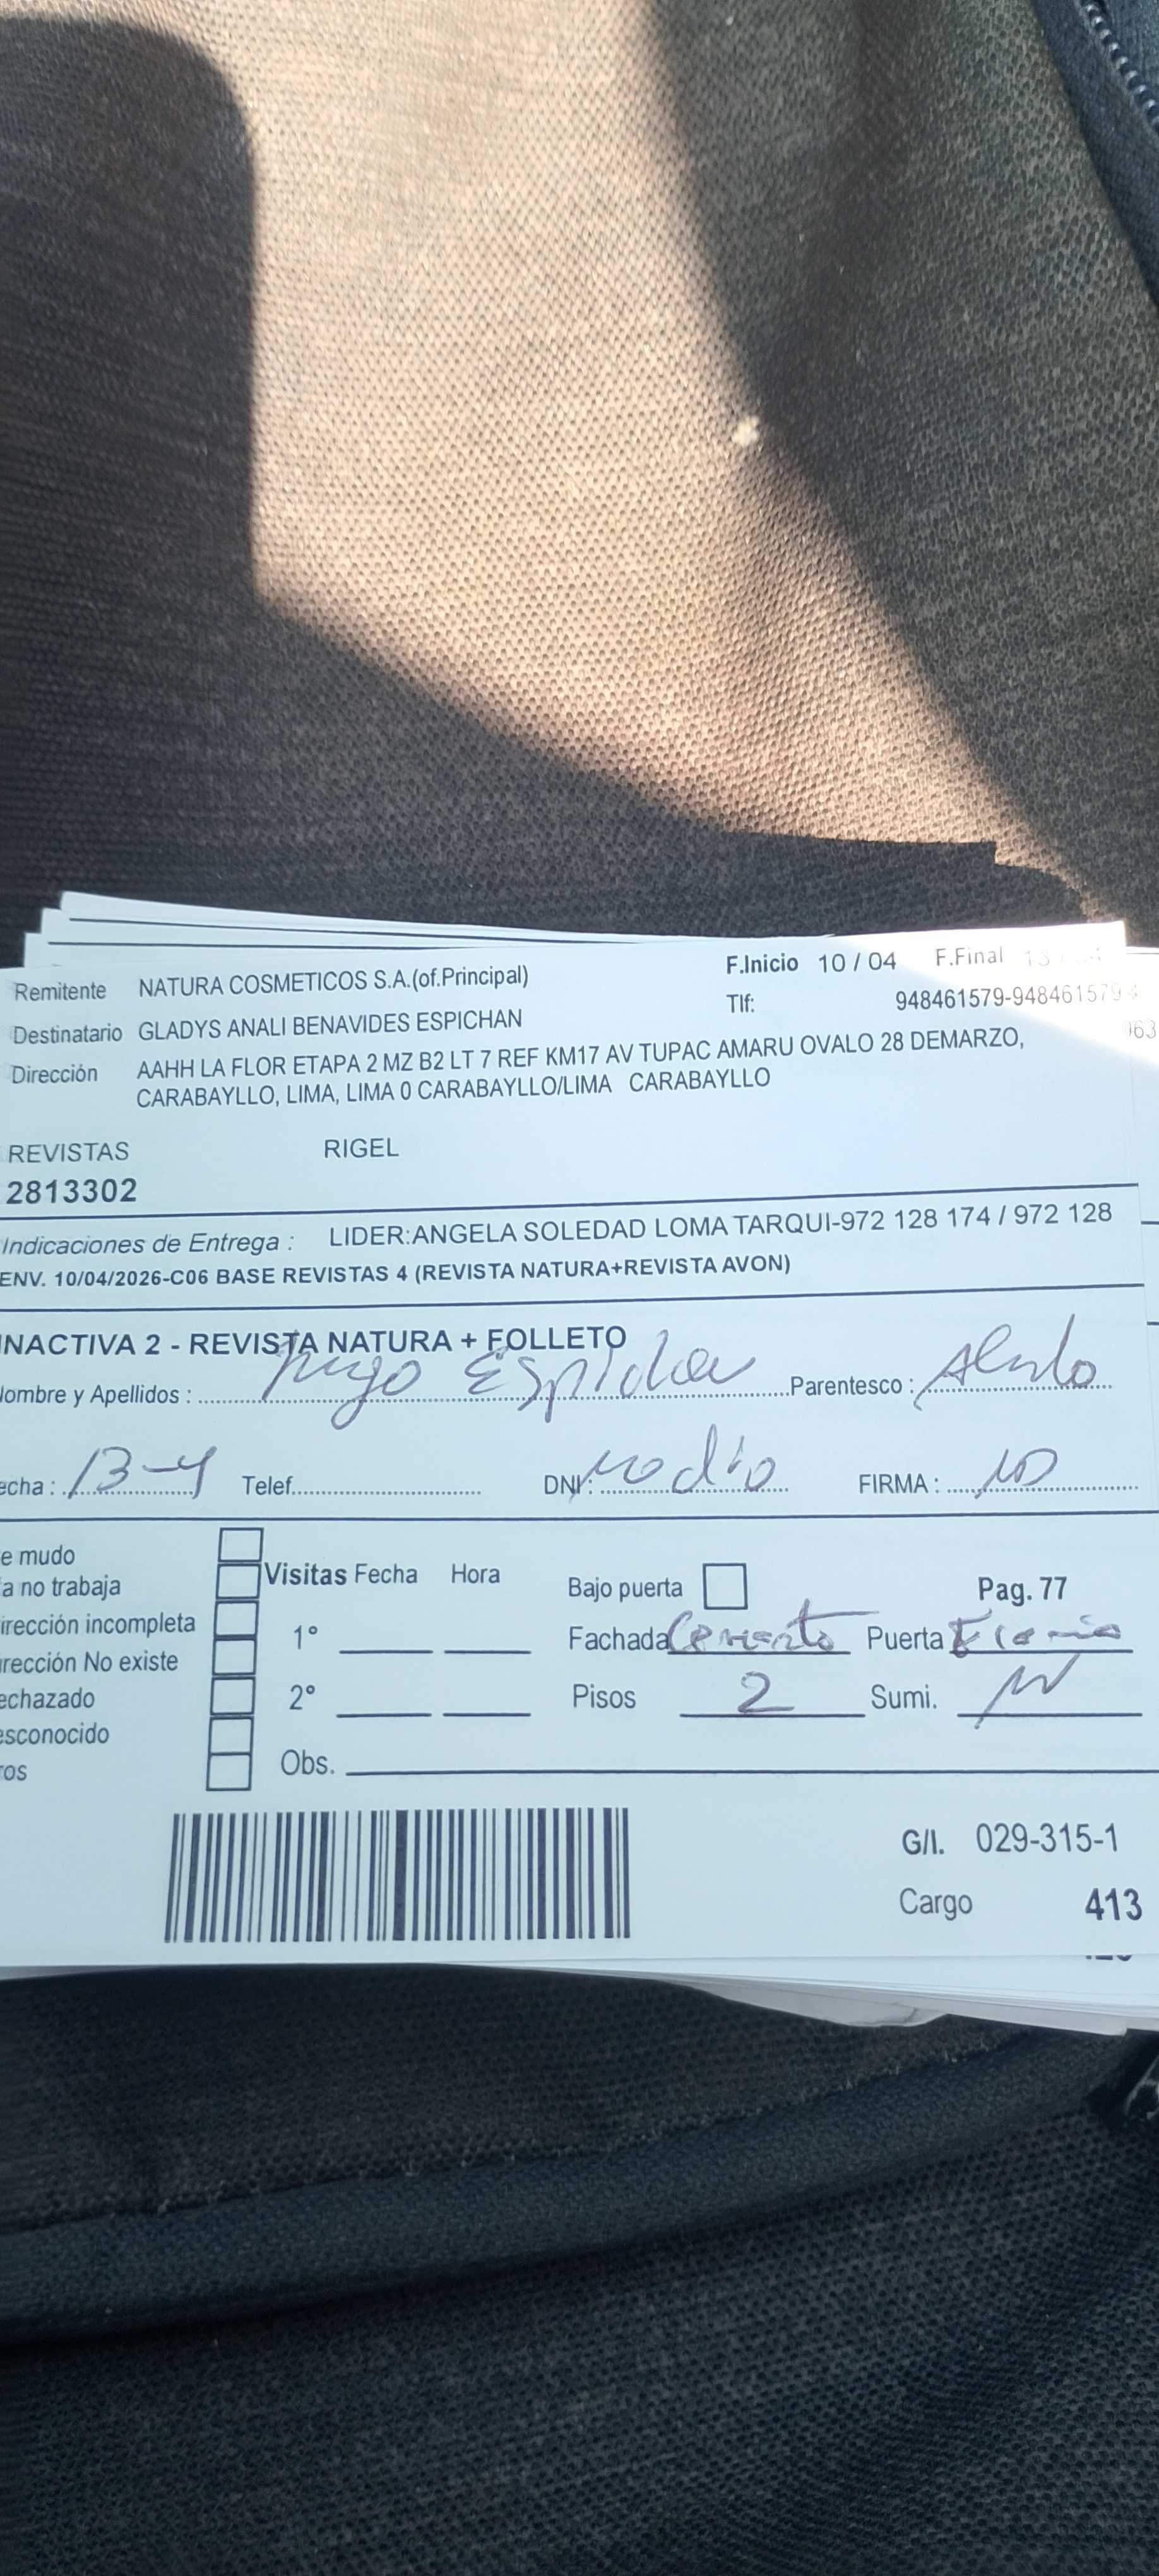 Remitente NATURA COSMETICOS S.A.(of.Principal) F.Inicio 10 / 04 F.Final
Destinatario GLADYS ANALI BENAVIDES ESPICHAN Tlf: 948461579-948461579
Dirección AAHH LA FLOR ETAPA 2 MZ B2 LT 7 REF KM17 AV TUPAC AMARU OVALO 28 DEMARZO,
CARABAYLLO, LIMA, LIMA 0 CARABAYLLO/LIMA CARABAYLLO
REVISTAS RIGEL
2813302
Indicaciones de Entrega : LIDER:ANGELA SOLEDAD LOMA TARQUI-972 128 174 / 972 128
ENV. 10/04/2026-C06 BASE REVISTAS 4 (REVISTA NATURA+REVISTA AVON)
INACTIVA 2 - REVISTA NATURA + FOLLETO
ombre y Apellidos : Parentesco :
echa : 13-4 Telef. DNI: no dio FIRMA :
e mudo
a no trabaja Visitas Fecha Hora Bajo puerta Pag. 77
irección incompleta 1° Fachada Cemento Puerta
rección No existe
echazado 2° Pisos 2 Sumi.
esconocido
ros Obs.
G/I. 029-315-1
Cargo 413